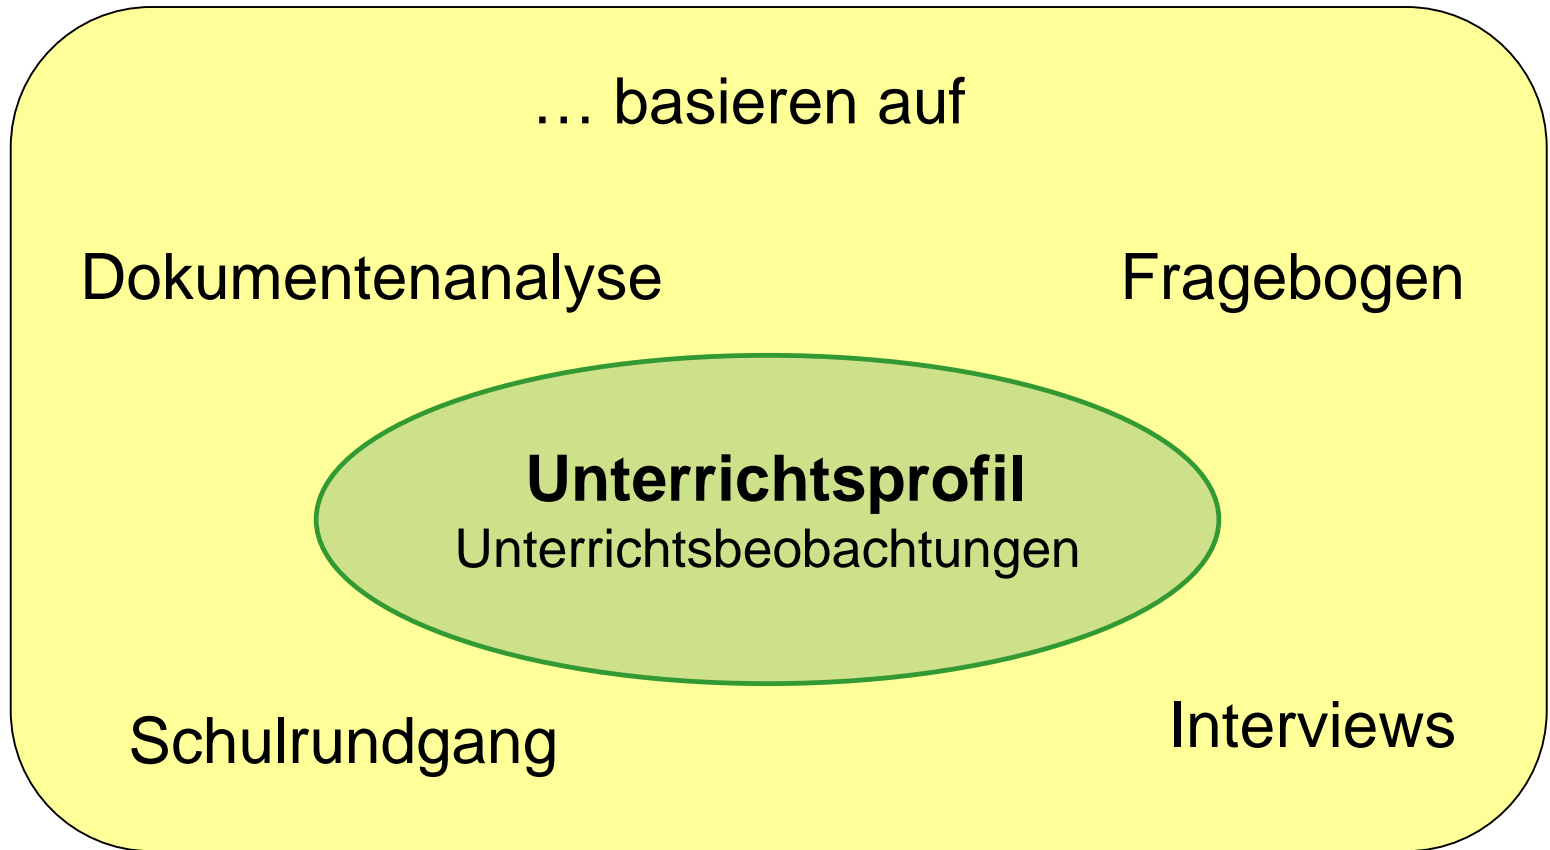 … basieren auf
Dokumentenanalyse
Fragebogen
Unterrichtsprofil
Unterrichtsbeobachtungen
Schulrundgang
Interviews